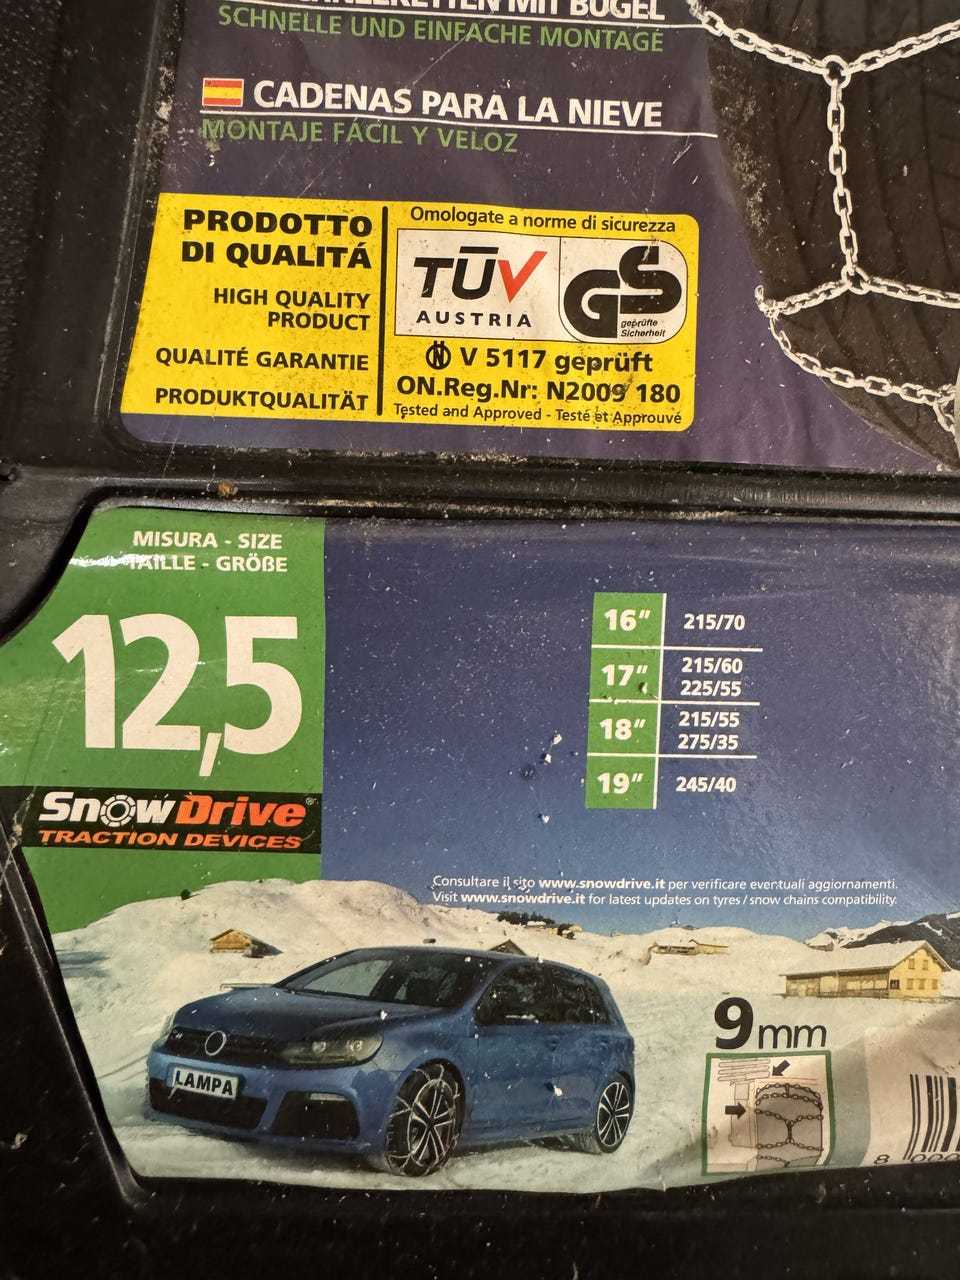 SCHNEEKETTEN MIT BÜGEL
SCHNELLE UND EINFACHE MONTAGE
CADENAS PARA LA NIEVE
MONTAJE FÁCIL Y VELOZ
PRODOTTO
DI QUALITÁ
HIGH QUALITY
PRODUCT
QUALITÉ GARANTIE
PRODUKTQUALITÄT
Omologate a norme di sicurezza
TÜV
AUSTRIA
GS
geprüfte
Sicherheit
V 5117 geprüft
ON.Reg.Nr: N2009 180
Tested and Approved - Testé et Approuvé
MISURA - SIZE
TAILLE - GRÖßE
12,5
SnowDrive
TRACTION DEVICES
16" 215/70
17" 215/60
225/55
18" 215/55
275/35
19" 245/40
Consultare il sito www.snowdrive.it per verificare eventuali aggiornamenti.
Visit www.snowdrive.it for latest updates on tyres / snow chains compatibility.
LAMPA
9mm